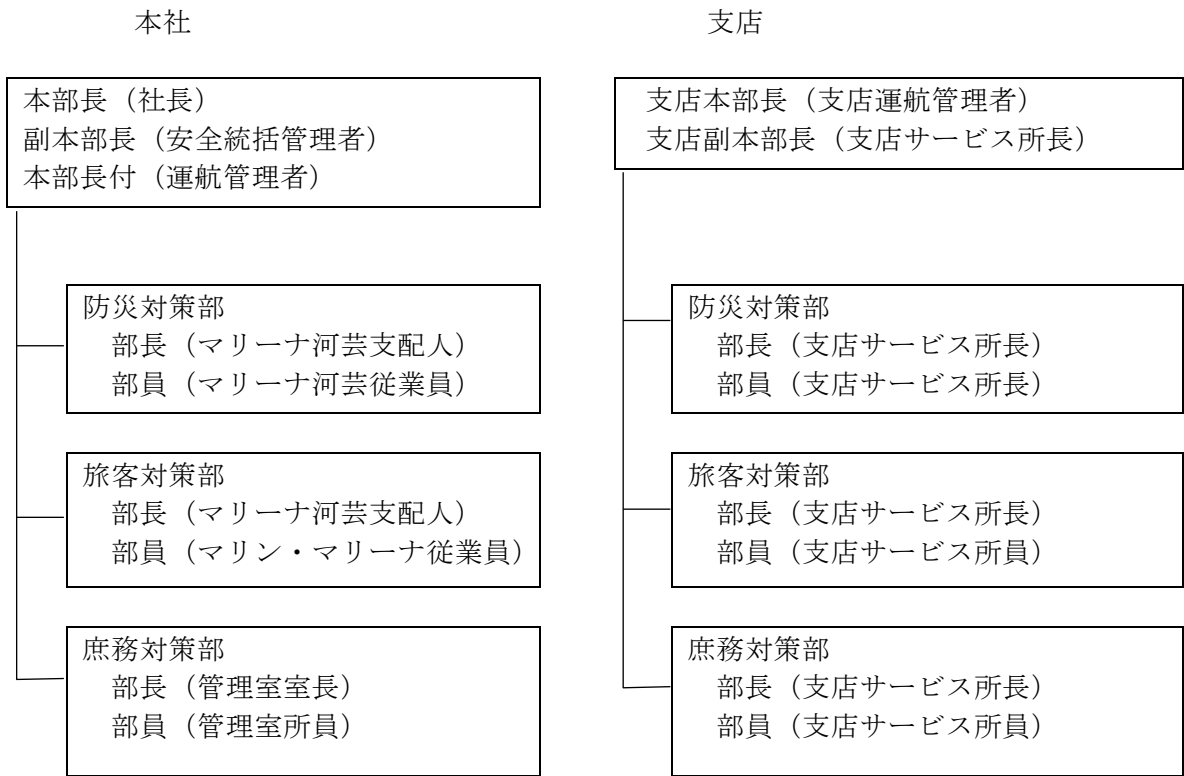 本社
支店
本部長（社長）
副本部長（安全統括管理者）
本部長付（運航管理者）
支店本部長（支店運航管理者）
支店副本部長（支店サービス所長）
防災対策部
部長（マリーナ河芸支配人）
部員（マリーナ河芸従業員）
防災対策部
部長（支店サービス所長）
部員（支店サービス所長）
旅客対策部
部長（マリーナ河芸支配人）
部員（マリン・マリーナ従業員）
旅客対策部
部長（支店サービス所長）
部員（支店サービス所員）
庶務対策部
部長（管理室室長）
部員（管理室所員）
庶務対策部
部長（支店サービス所長）
部員（支店サービス所員）